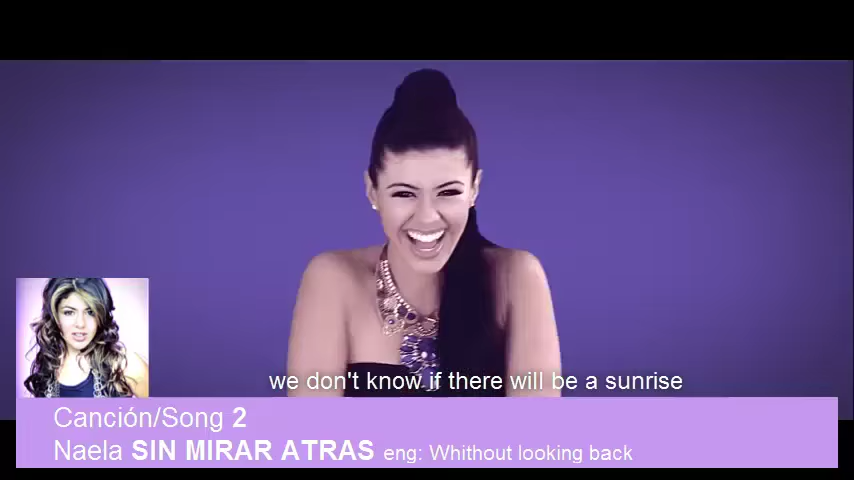 we don't know if there will be a sunrise
Canción/Song 2
Naela SIN MIRAR ATRAS eng: Whithout looking back